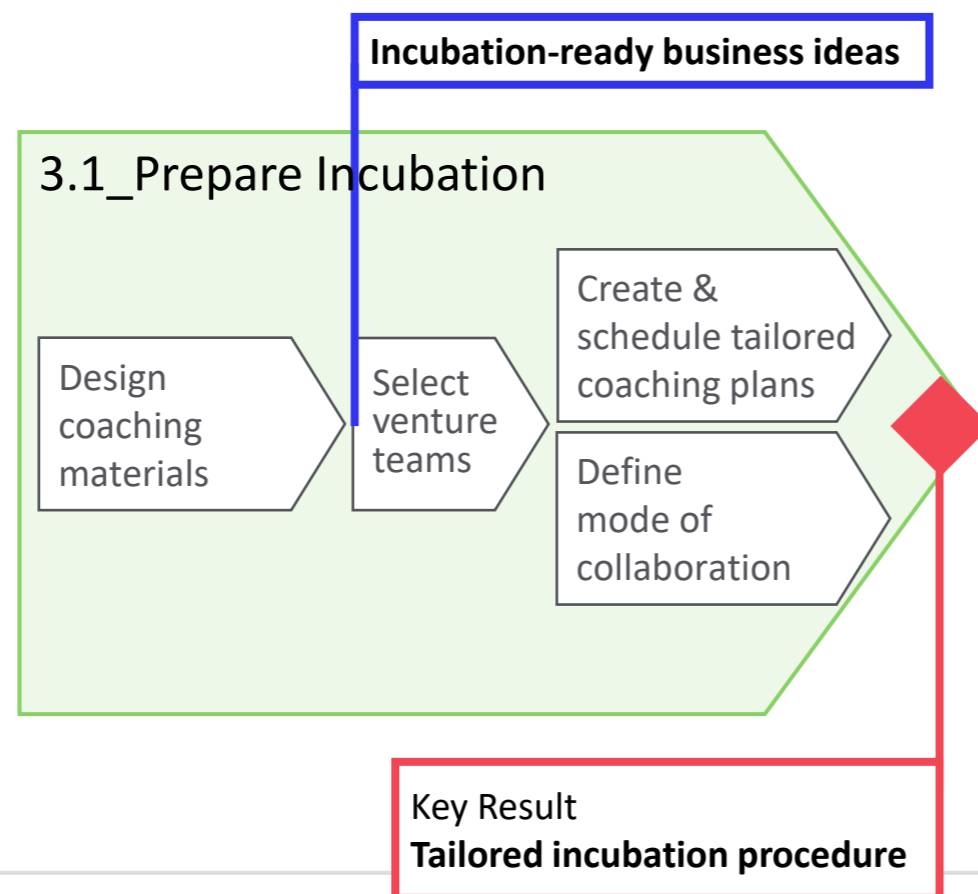 Incubation-ready business ideas
3.1_Prepare Incubation
Design
coaching
materials
Select
venture
teams
Create &
schedule tailored
coaching plans
Define
mode of
collaboration
Key Result
Tailored incubation procedure